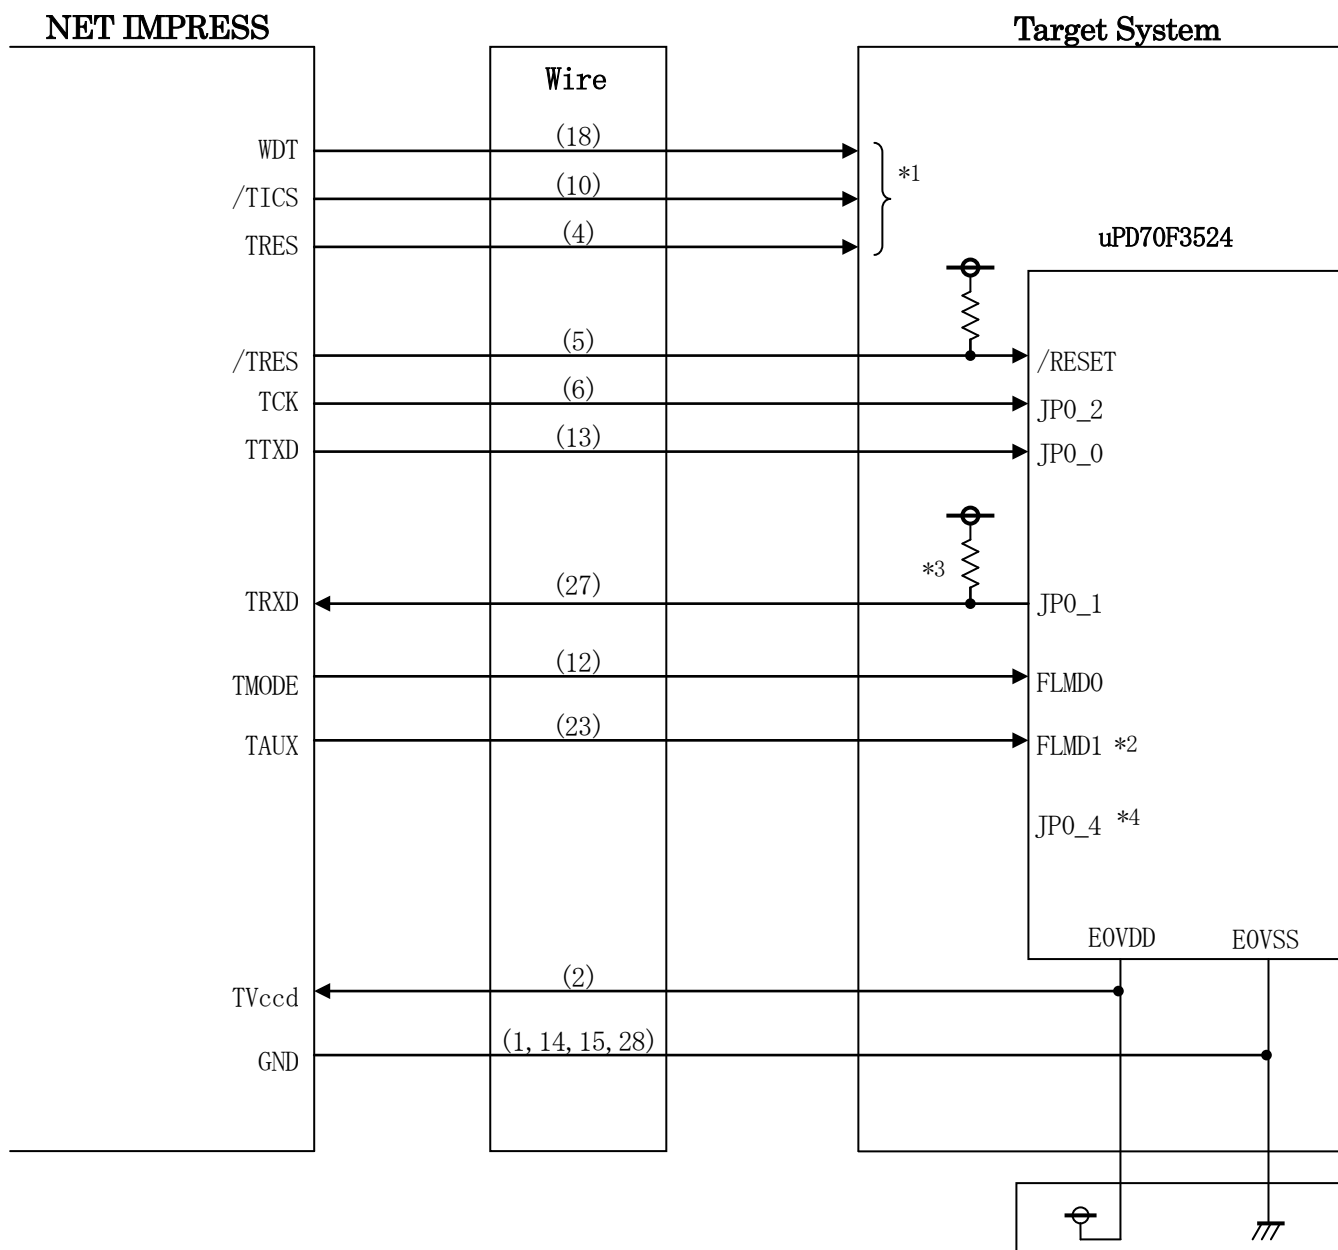 NET IMPRESS
Target System
Wire
WDT (18)
*1
/TICS (10)
TRES (4)
uPD70F3524
/TRES (5) /RESET
TCK (6) JP0_2
TTXD (13) JP0_0
*3
TRXD (27) JP0_1
TMODE (12) FLMD0
TAUX (23) FLMD1 *2
JP0_4 *4
E0VDD E0VSS
TVccd (2)
GND (1,14,15,28)